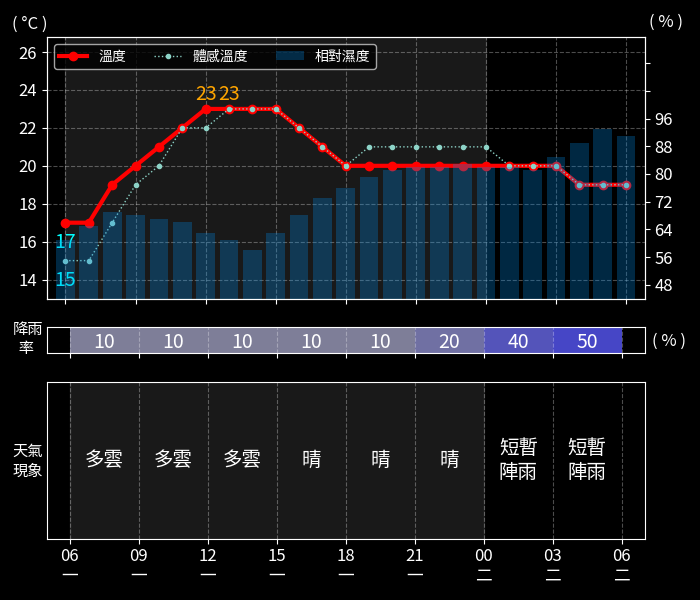 ( °C )
( % )
溫度 體感溫度 相對濕度
26
24
22
20
18
16
14
96
88
80
72
64
56
48
23 23
17
15
降雨
率
10 10 10 10 10 20 40 50
( % )
天氣
現象
多雲 多雲 多雲 晴 晴 晴 短暫
陣雨 短暫
陣雨
06 09 12 15 18 21 00 03 06
一 一 一 一 一 一 二 二 二